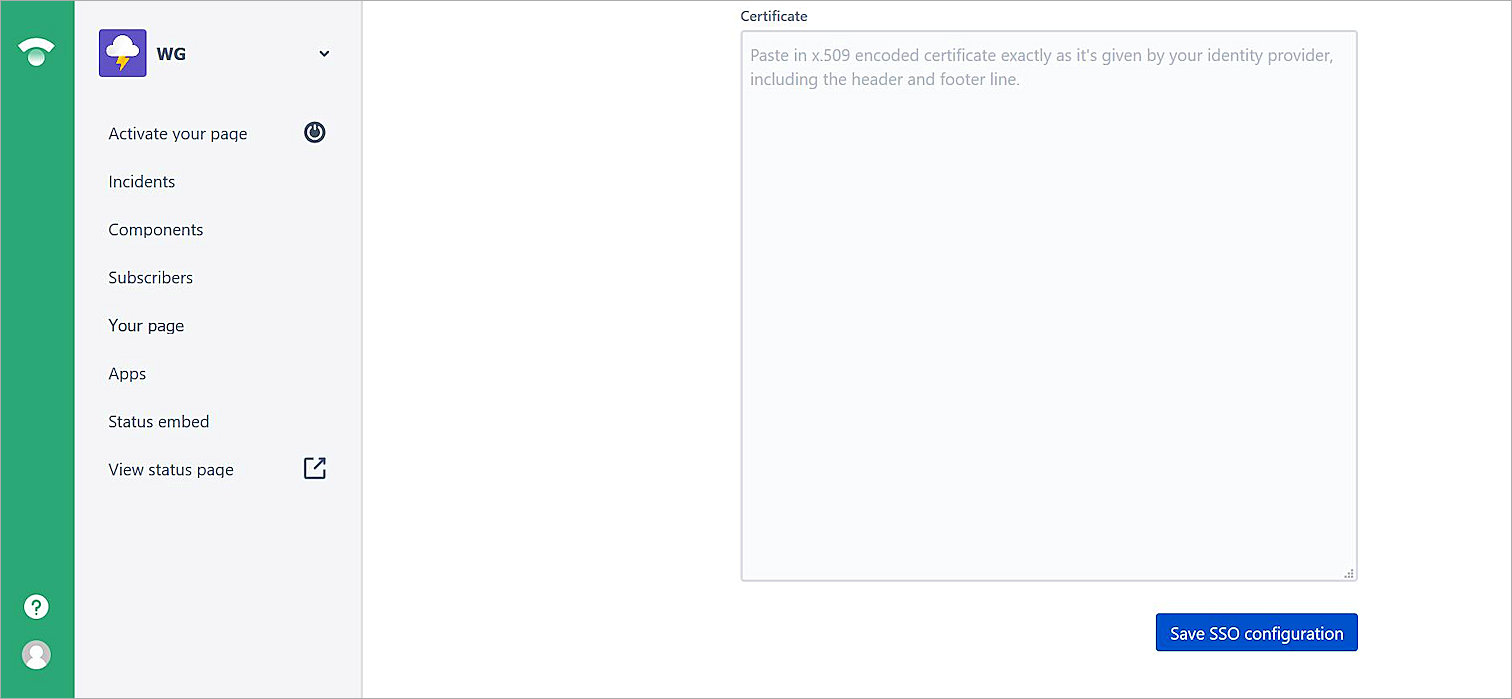 WG
Activate your page
Incidents
Components
Subscribers
Your page
Apps
Status embed
View status page
?
Certificate
Paste in x.509 encoded certificate exactly as it's given by your identity provider,
including the header and footer line.
Save SSO configuration